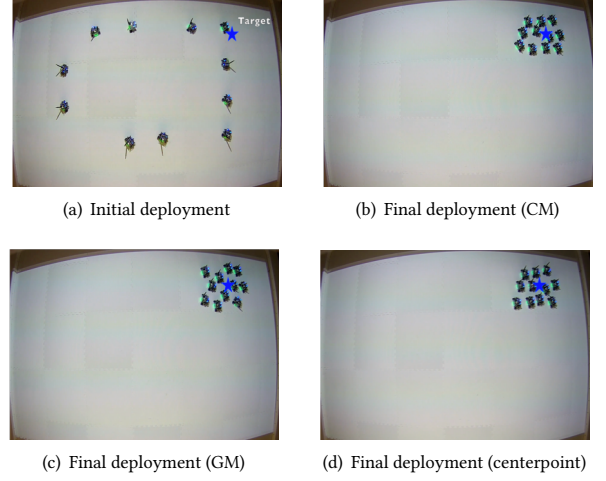 Target
(a) Initial deployment
(b) Final deployment (CM)
(c) Final deployment (GM)
(d) Final deployment (centerpoint)